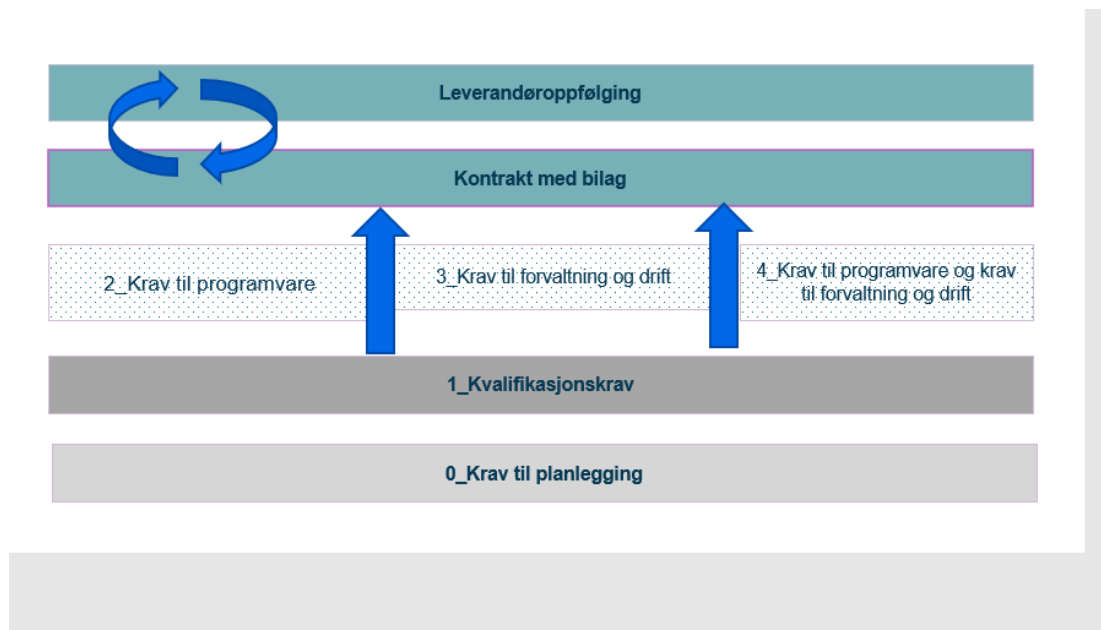 Leverandøroppfølging
Kontrakt med bilag
2_Krav til programvare
3_Krav til forvaltning og drift
4_Krav til programvare og krav
til forvaltning og drift
1_Kvalifikasjonskrav
0_Krav til planlegging